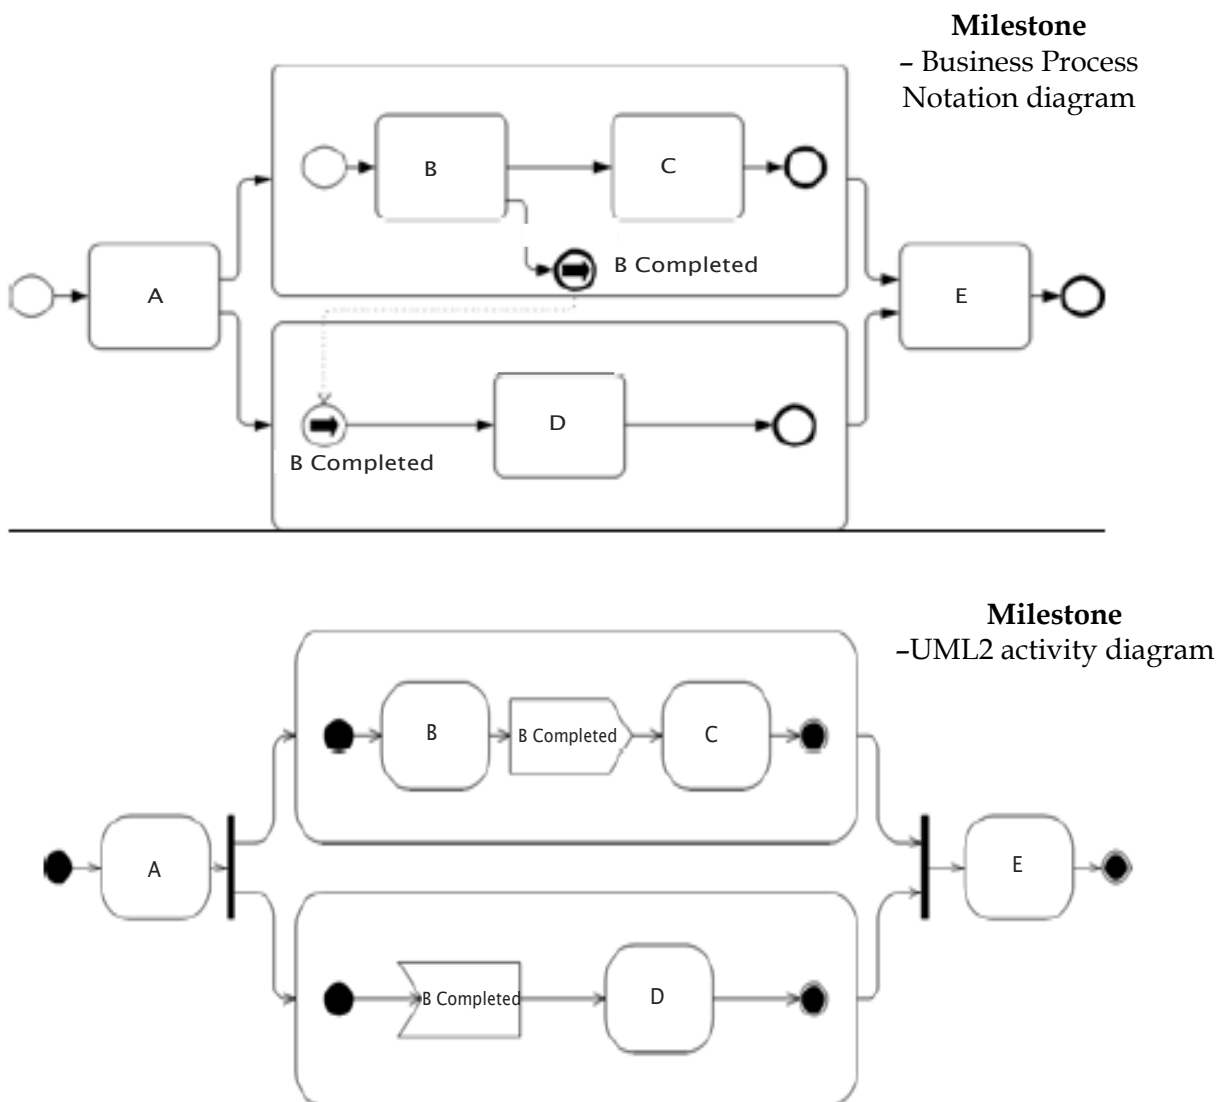 Milestone
– Business Process
Notation diagram
B
C
B Completed
A
E
D
B Completed
Milestone
–UML2 activity diagram
B
B Completed
C
A
E
B Completed
D